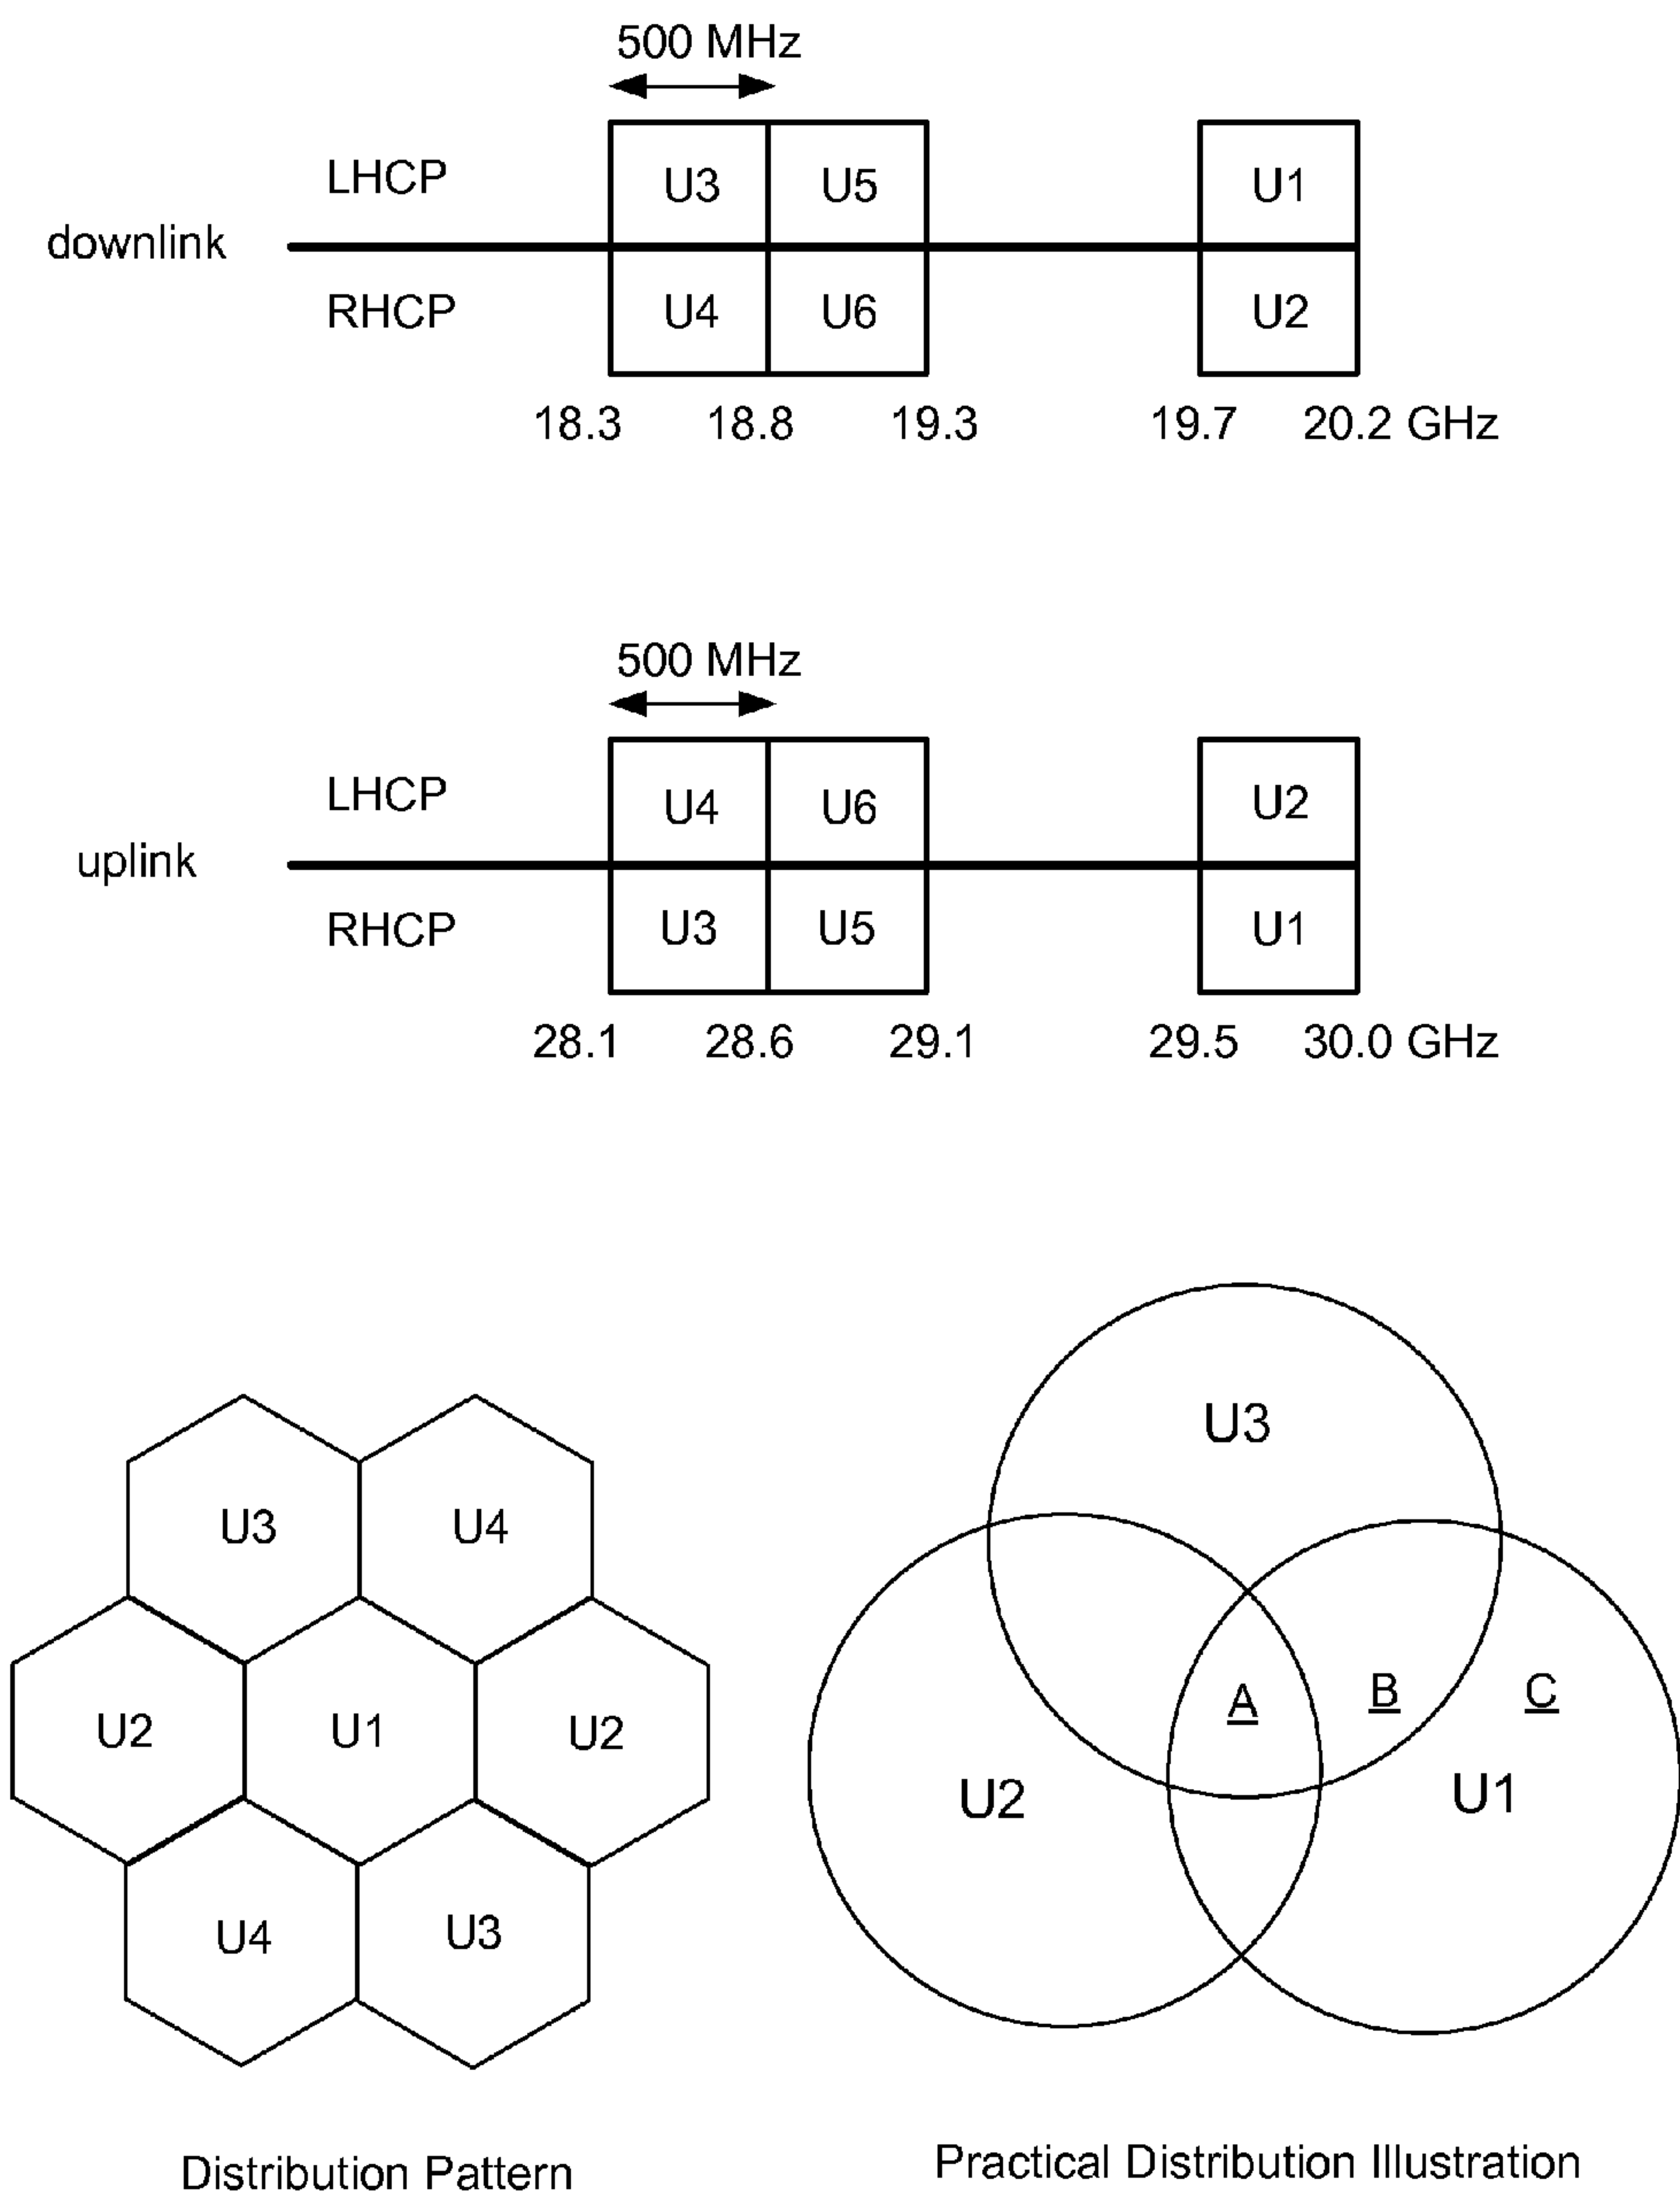 500 MHz
LHCP U3 U5 U1
downlink
RHCP U4 U6 U2
18.3 18.8 19.3 19.7 20.2 GHz
500 MHz
LHCP U4 U6 U2
uplink
RHCP U3 U5 U1
28.1 28.6 29.1 29.5 30.0 GHz
U3 U4
U2 U1 U2
U4 U3
Distribution Pattern
U3
A B C
U2 U1
Practical Distribution Illustration